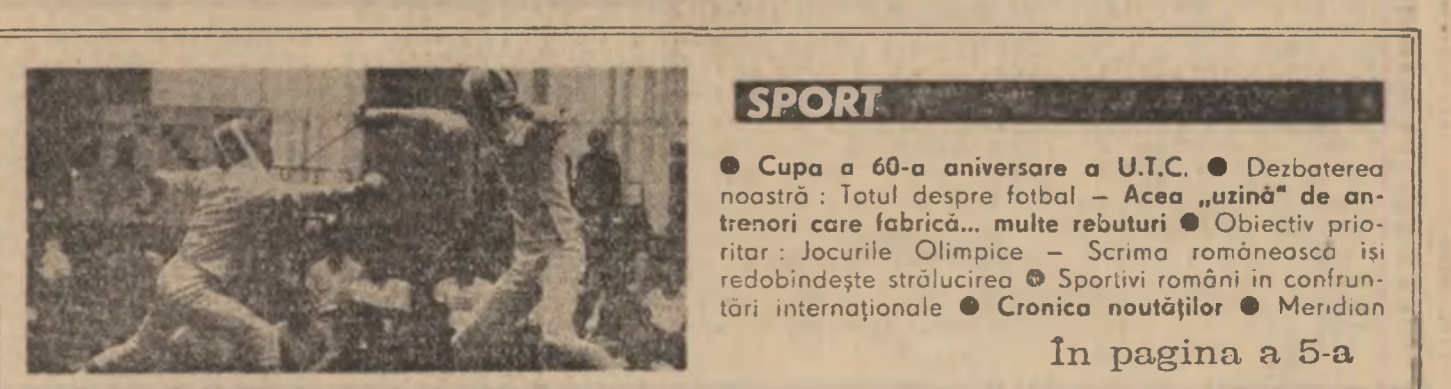 SPORT
● Cupa a 60-a aniversare a U.T.C. ● Dezbaterea
noastră : Totul despre fotbal — Acea „uzină" de an-
trenori care fabrică... multe rebuturi ● Obiectiv prio-
ritar : Jocurile Olimpice — Scrima românească își
redobîndește strălucirea ● Sportivi români în confrun-
tări internaționale ● Cronica noutăților ● Meridian
În pagina a 5-a